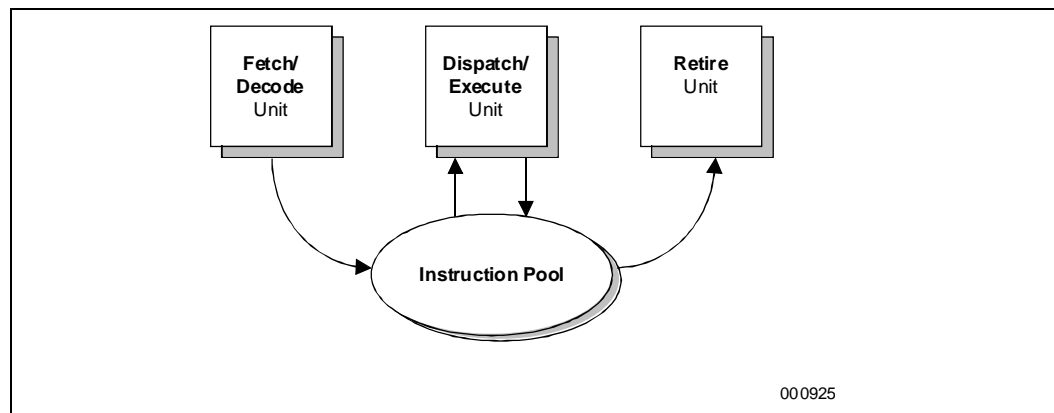 Fetch/
Decode
Unit
Dispatch/
Execute
Unit
Retire
Unit
Instruction Pool
000925